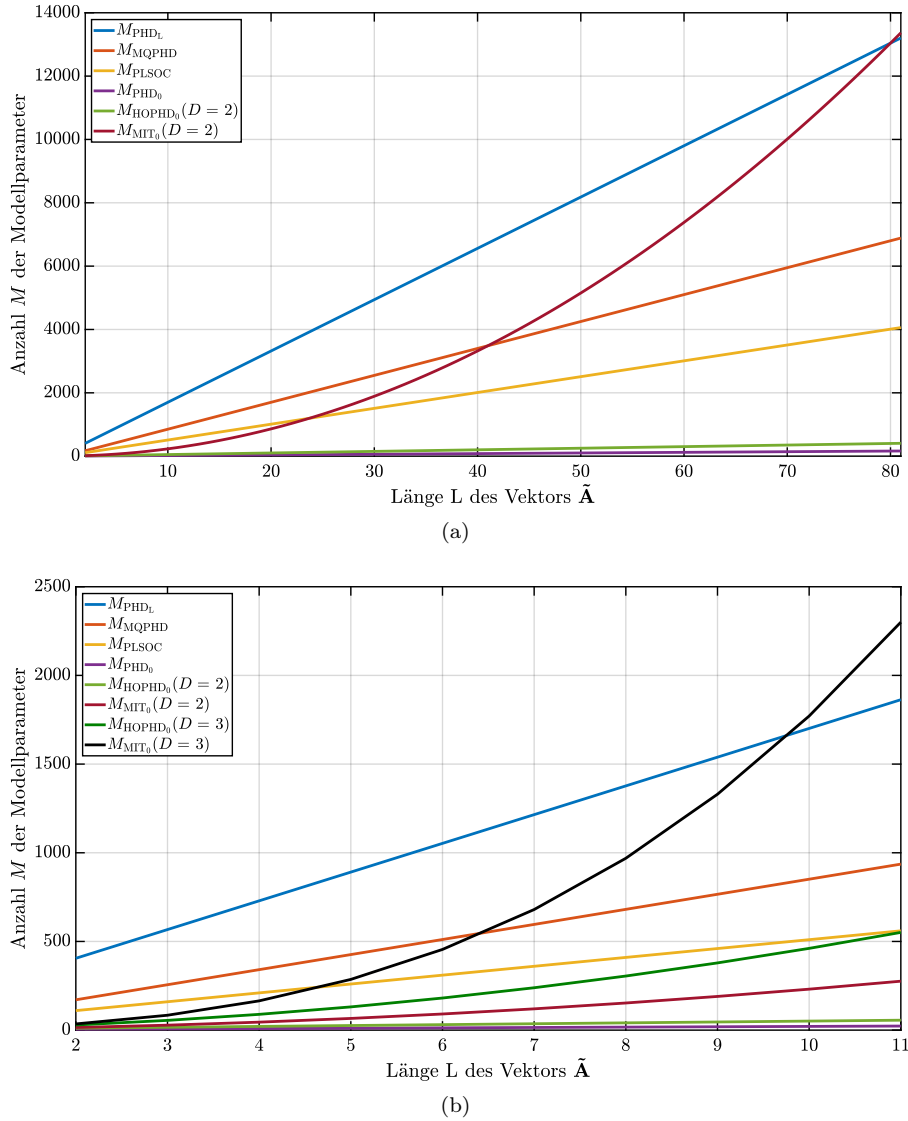 14000
12000
10000
8000
6000
4000
2000
0
Anzahl M der Modellparameter
M_PHD_L
M_MQPHD
M_PLSOC
M_PHD_0
M_HOPHD_0(D = 2)
M_MIT_0(D = 2)
10 20 30 40 50 60 70 80
Länge L des Vektors Ã
(a)
2500
2000
1500
1000
500
0
Anzahl M der Modellparameter
M_PHD_L
M_MQPHD
M_PLSOC
M_PHD_0
M_HOPHD_0(D = 2)
M_MIT_0(D = 2)
M_HOPHD_0(D = 3)
M_MIT_0(D = 3)
2 3 4 5 6 7 8 9 10 11
Länge L des Vektors Ã
(b)